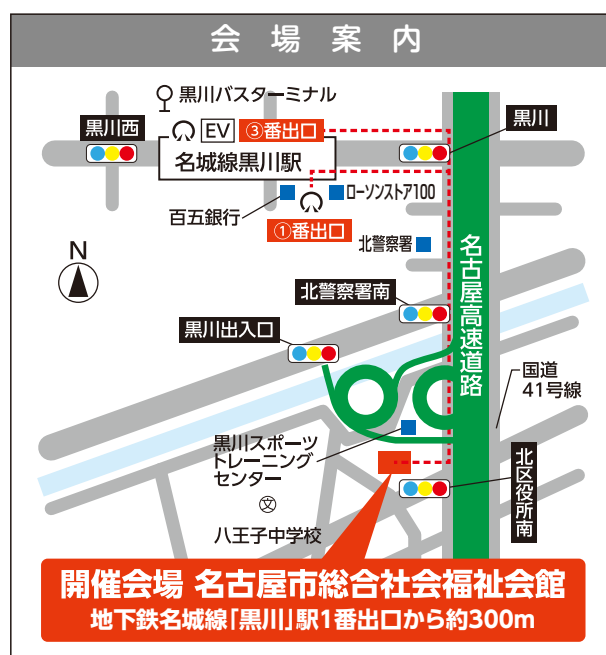 会場案内
黒川バスターミナル
黒川西
EV
③番出口
黒川
名城線黒川駅
ローソンストア100
百五銀行
①番出口
北警察署
N
名古屋高速道路
北警察署南
黒川出入口
国道
41号線
黒川スポーツ
トレーニング
センター
北区役所南
文
八王子中学校
開催会場 名古屋市総合社会福祉会館
地下鉄名城線「黒川」駅1番出口から約300m